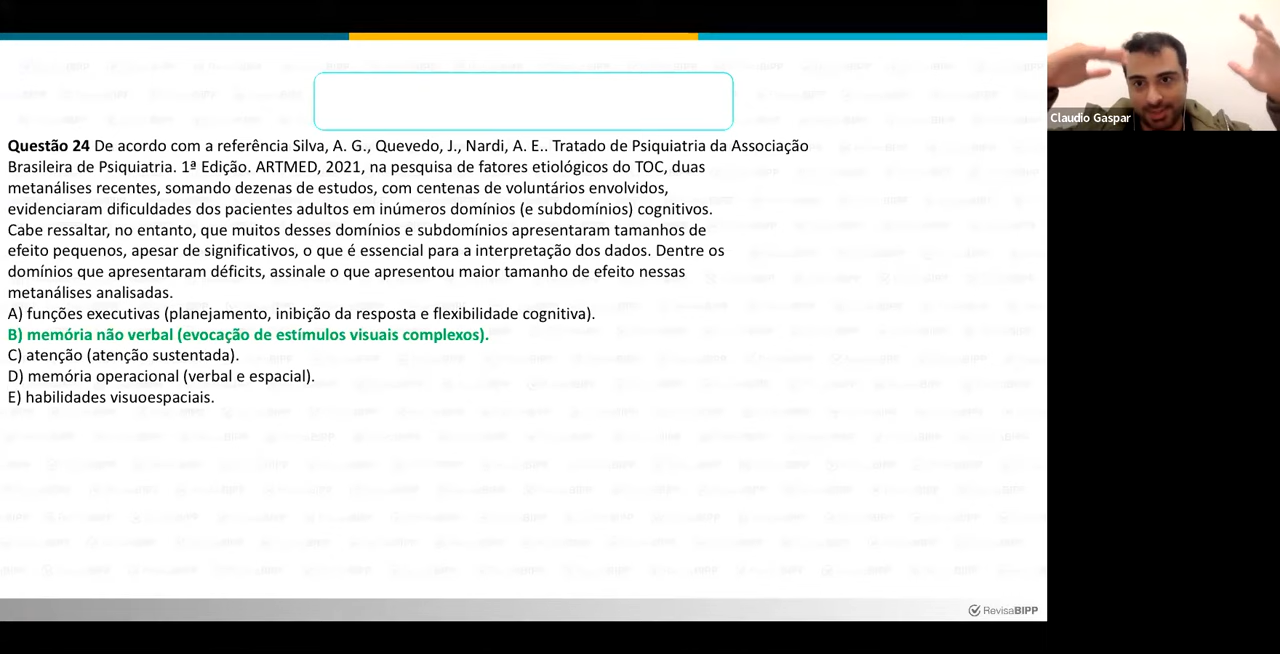 Claudio Gaspar
Questão 24 De acordo com a referência Silva, A. G., Quevedo, J., Nardi, A. E.. Tratado de Psiquiatria da Associação
Brasileira de Psiquiatria. 1ª Edição. ARTMED, 2021, na pesquisa de fatores etiológicos do TOC, duas
metanálises recentes, somando dezenas de estudos, com centenas de voluntários envolvidos,
evidenciaram dificuldades dos pacientes adultos em inúmeros domínios (e subdomínios) cognitivos.
Cabe ressaltar, no entanto, que muitos desses domínios e subdomínios apresentaram tamanhos de
efeito pequenos, apesar de significativos, o que é essencial para a interpretação dos dados. Dentre os
domínios que apresentaram déficits, assinale o que apresentou maior tamanho de efeito nessas
metanálises analisadas.
A) funções executivas (planejamento, inibição da resposta e flexibilidade cognitiva).
B) memória não verbal (evocação de estímulos visuais complexos).
C) atenção (atenção sustentada).
D) memória operacional (verbal e espacial).
E) habilidades visuoespaciais.
RevisaBIPP